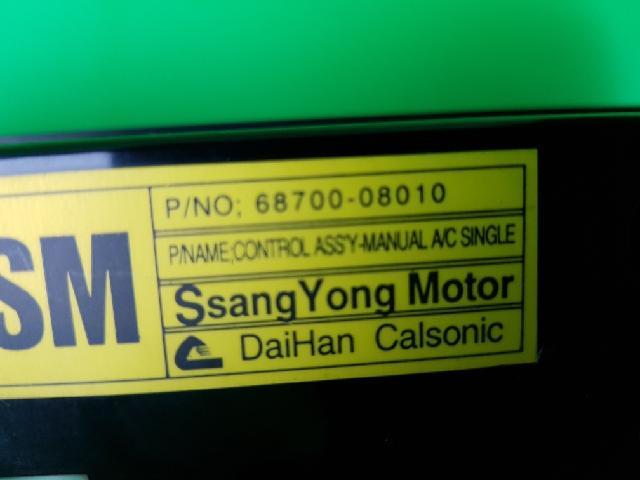 SM
P/NO; 68700-08010
P/NAME;CONTROL ASS'Y-MANUAL A/C SINGLE
SsangYong Motor
DaiHan Calsonic